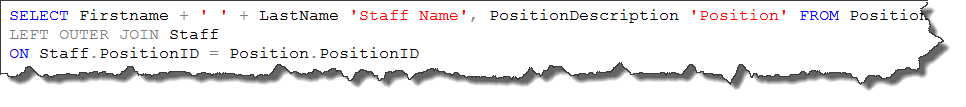 SELECT Firstname + ' ' + LastName 'Staff Name', PositionDescription 'Position' FROM Position
LEFT OUTER JOIN Staff
ON Staff.PositionID = Position.PositionID